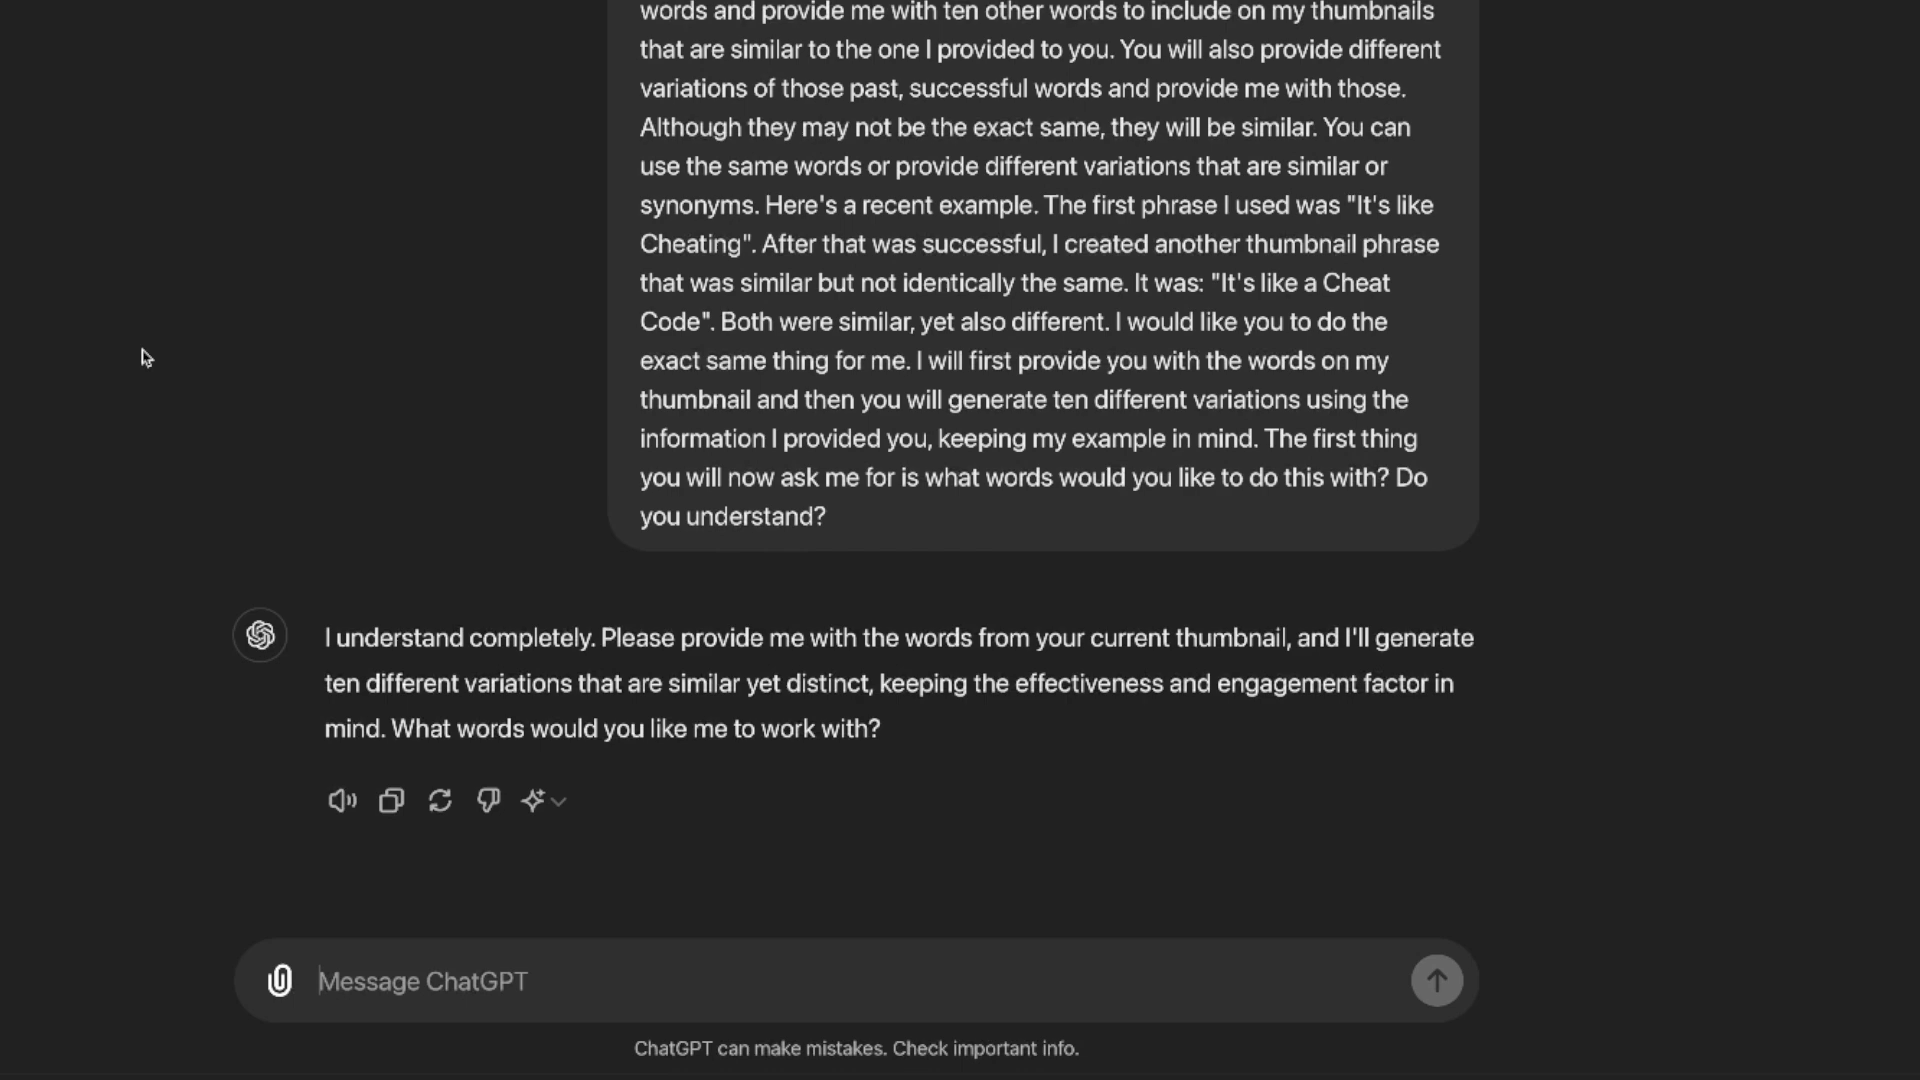 words and provide me with ten other words to include on my thumbnails
that are similar to the one I provided to you. You will also provide different
variations of those past, successful words and provide me with those.
Although they may not be the exact same, they will be similar. You can
use the same words or provide different variations that are similar or
synonyms. Here's a recent example. The first phrase I used was "It's like
Cheating". After that was successful, I created another thumbnail phrase
that was similar but not identically the same. It was: "It's like a Cheat
Code". Both were similar, yet also different. I would like you to do the
exact same thing for me. I will first provide you with the words on my
thumbnail and then you will generate ten different variations using the
information I provided you, keeping my example in mind. The first thing
you will now ask me for is what words would you like to do this with? Do
you understand?
I understand completely. Please provide me with the words from your current thumbnail, and I'll generate
ten different variations that are similar yet distinct, keeping the effectiveness and engagement factor in
mind. What words would you like me to work with?
Message ChatGPT
ChatGPT can make mistakes. Check important info.